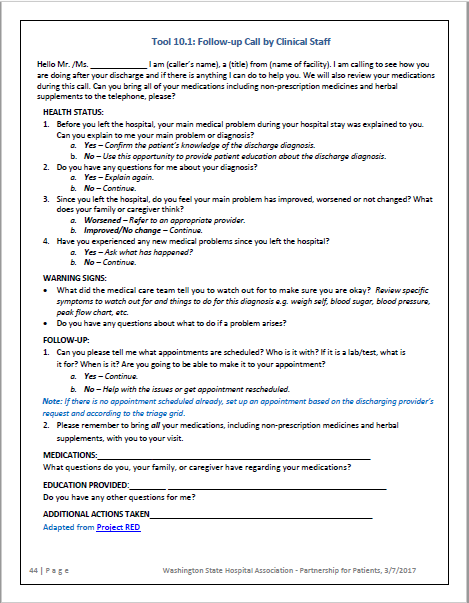 Tool 10.1: Follow-up Call by Clinical Staff
Hello Mr. /Ms. ______________ I am (caller's name), a (title) from (name of facility). I am calling to see how you
are doing after your discharge and if there is anything I can do to help you. We will also review your medications
during this call. Can you bring all of your medications including non-prescription medicines and herbal
supplements to the telephone, please?
HEALTH STATUS:
1. Before you left the hospital, your main medical problem during your hospital stay was explained to you.
Can you explain to me your main problem or diagnosis?
a. Yes – Confirm the patient's knowledge of the discharge diagnosis.
b. No – Use this opportunity to provide patient education about the discharge diagnosis.
2. Do you have any questions for me about your diagnosis?
a. Yes – Explain again.
b. No – Continue.
3. Since you left the hospital, do you feel your main problem has improved, worsened or not changed? What
does your family or caregiver think?
a. Worsened – Refer to an appropriate provider.
b. Improved/No change – Continue.
4. Have you experienced any new medical problems since you left the hospital?
a. Yes – Ask what has happened?
b. No – Continue.
WARNING SIGNS:
• What did the medical care team tell you to watch out for to make sure you are okay? Review specific
symptoms to watch out for and things to do for this diagnosis e.g. weigh self, blood sugar, blood pressure,
peak flow chart, etc.
• Do you have any questions about what to do if a problem arises?
FOLLOW-UP:
1. Can you please tell me what appointments are scheduled? Who is it with? If it is a lab/test, what is
it for? When is it? Are you going to be able to make it to your appointment?
a. Yes – Continue.
b. No – Help with the issues or get appointment rescheduled.
Note: If there is no appointment scheduled already, set up an appointment based on the discharging provider's
request and according to the triage grid.
2. Please remember to bring all your medications, including non-prescription medicines and herbal
supplements, with you to your visit.
MEDICATIONS:______________________________
What questions do you, your family, or caregiver have regarding your medications?
EDUCATION PROVIDED:________ ______________________________
Do you have any other questions for me?
ADDITIONAL ACTIONS TAKEN______________________________
Adapted from Project RED
44 | P a g e Washington State Hospital Association - Partnership for Patients, 3/7/2017